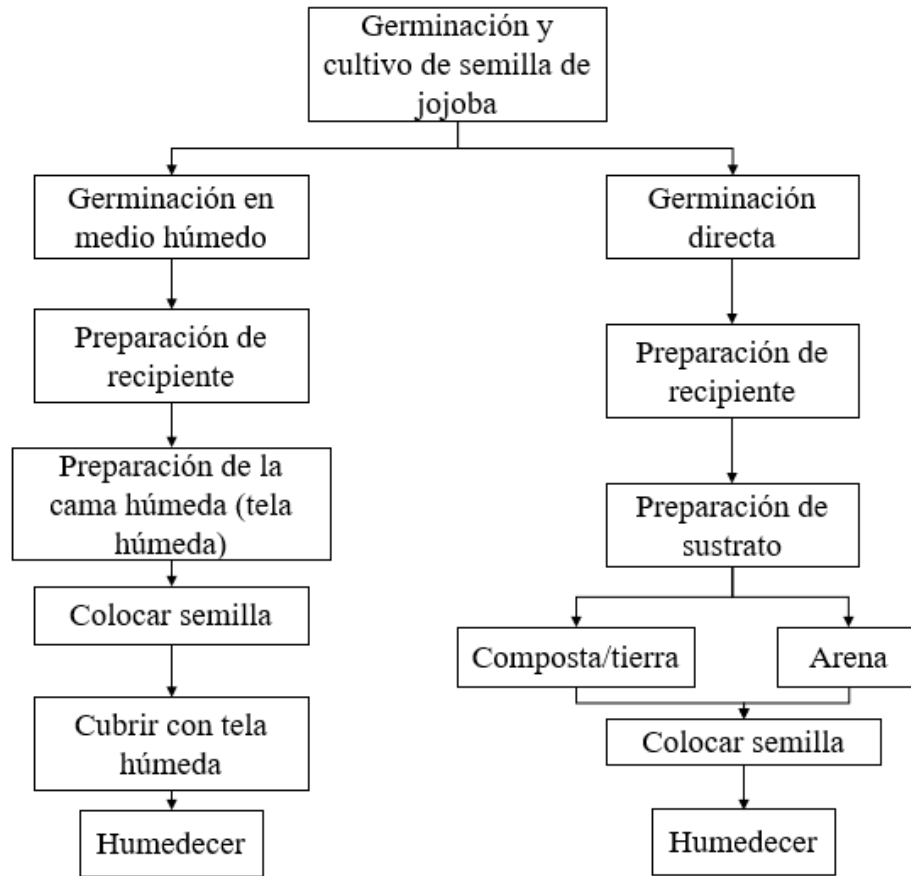 Germinación y
cultivo de semilla de
jojoba
Germinación en
medio húmedo
Preparación de
recipiente
Preparación de la
cama húmeda (tela
húmeda)
Colocar semilla
Cubrir con tela
húmeda
Humedecer
Germinación
directa
Preparación de
recipiente
Preparación de
sustrato
Composta/tierra
Arena
Colocar semilla
Humedecer